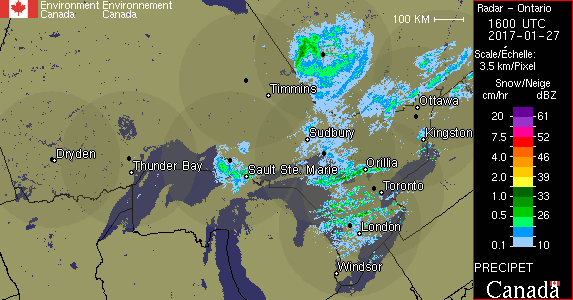 Environment Environnement
Canada Canada
100 KM
Timmins
Ottawa
Sudbury
Kingston
Dryden
Thunder Bay
Sault Ste. Marie
Orillia
Toronto
London
Windsor
Radar - Ontario
1600 UTC
2017-01-27
Scale/Échelle:
3.5 km/Pixel
Snow/Neige
cm/hr dBZ
20 61
7.5 52
4.0 46
2.0 39
1.0 33
0.5 26
0.1 10
PRECIPET
Canada